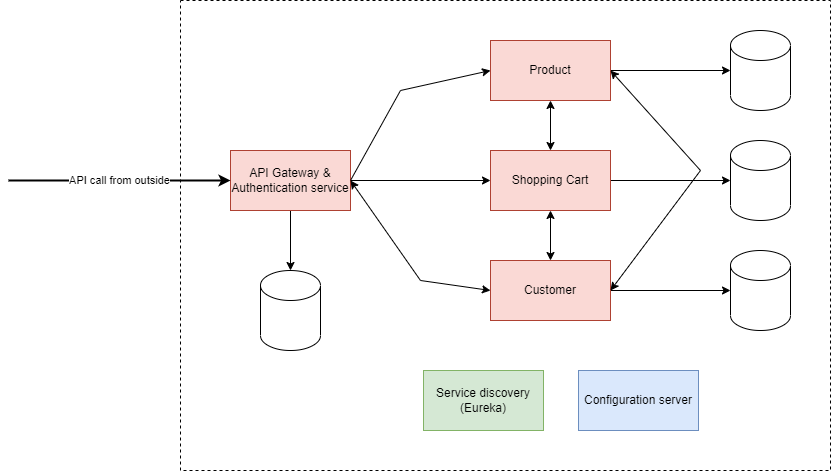 API call from outside
API Gateway &
Authentication service
Product
Shopping Cart
Customer
Service discovery
(Eureka)
Configuration server